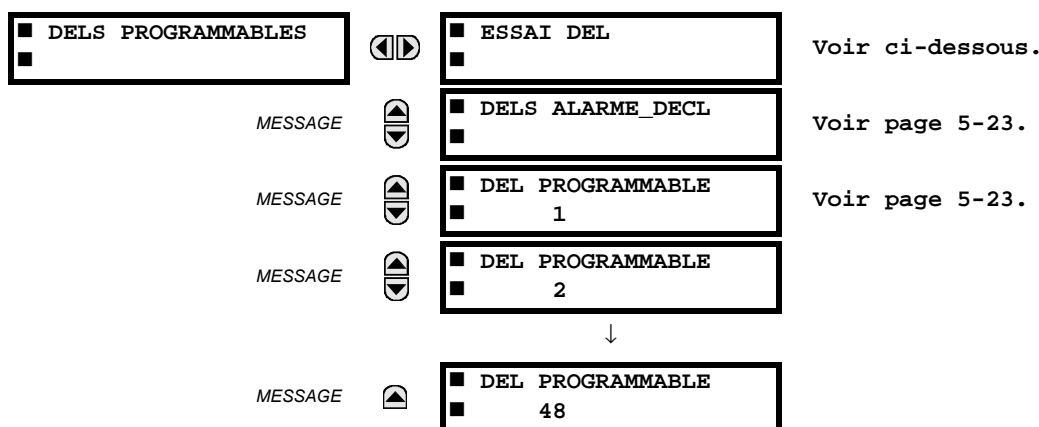 ■ DELS PROGRAMMABLES ■ ESSAI DEL Voir ci-dessous.
■ ■
MESSAGE ■ DELS ALARME_DECL Voir page 5-23.
■
MESSAGE ■ DEL PROGRAMMABLE Voir page 5-23.
■ 1
MESSAGE ■ DEL PROGRAMMABLE
■ 2
↓
MESSAGE ■ DEL PROGRAMMABLE
■ 48